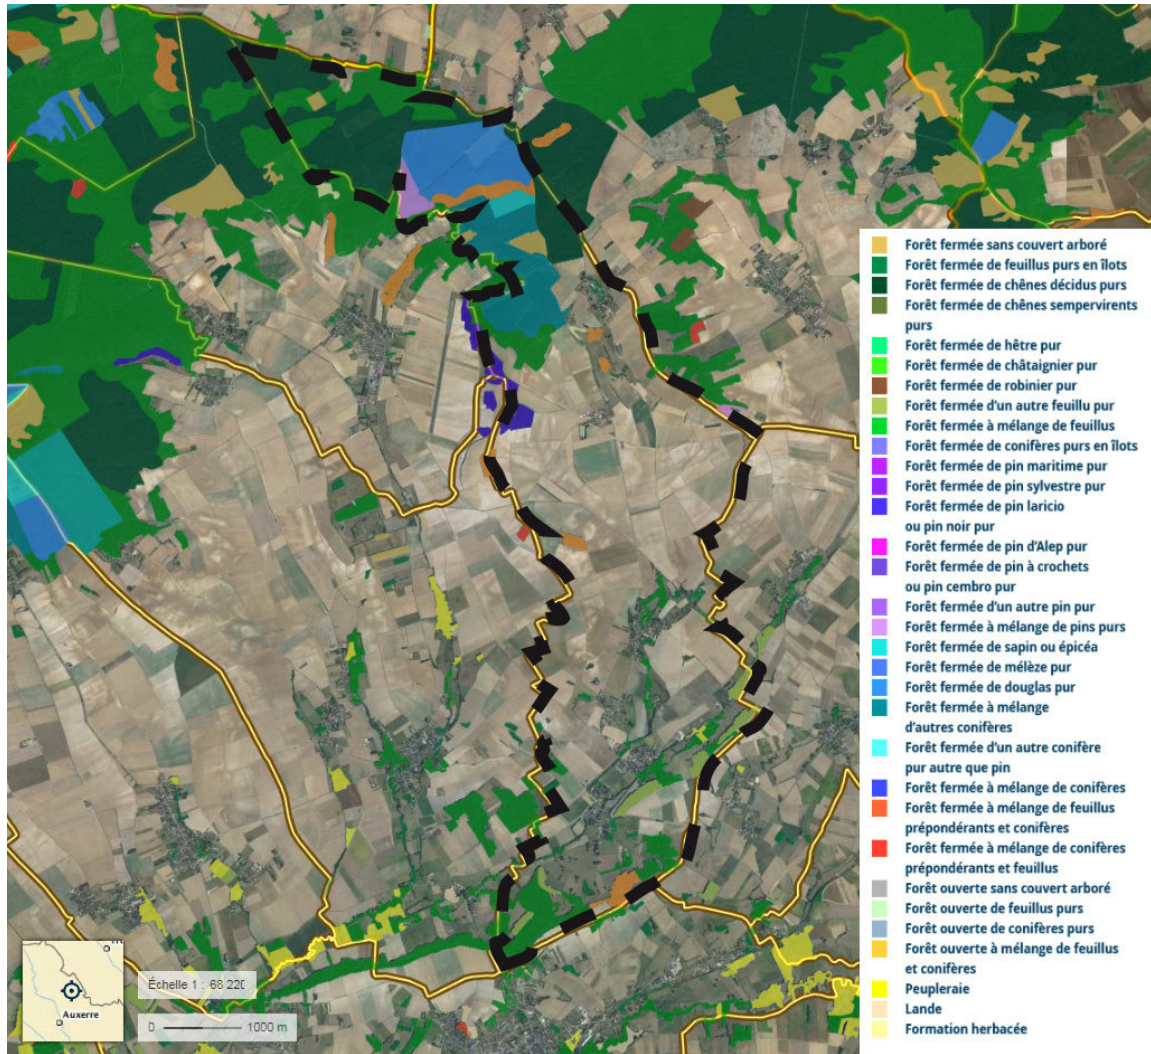 Forêt fermée sans couvert arboré
Forêt fermée de feuillus purs en îlots
Forêt fermée de chênes décidus purs
Forêt fermée de chênes sempervirents
purs
Forêt fermée de hêtre pur
Forêt fermée de châtaignier pur
Forêt fermée de robinier pur
Forêt fermée d'un autre feuillu pur
Forêt fermée à mélange de feuillus
Forêt fermée de conifères purs en îlots
Forêt fermée de pin maritime pur
Forêt fermée de pin sylvestre pur
Forêt fermée de pin laricio
ou pin noir pur
Forêt fermée de pin d'Alep pur
Forêt fermée de pin à crochets
ou pin cembro pur
Forêt fermée d'un autre pin pur
Forêt fermée à mélange de pins purs
Forêt fermée de sapin ou épicéa
Forêt fermée de mélèze pur
Forêt fermée de douglas pur
Forêt fermée à mélange
d'autres conifères
Forêt fermée d'un autre conifère
pur autre que pin
Forêt fermée à mélange de conifères
Forêt fermée à mélange de feuillus
prépondérants et conifères
Forêt fermée à mélange de conifères
prépondérants et feuillus
Forêt ouverte sans couvert arboré
Forêt ouverte de feuillus purs
Forêt ouverte de conifères purs
Forêt ouverte à mélange de feuillus
et conifères
Peupleraie
Lande
Formation herbacée
Auxerre
Échelle 1 : 68 220
0 1000 m